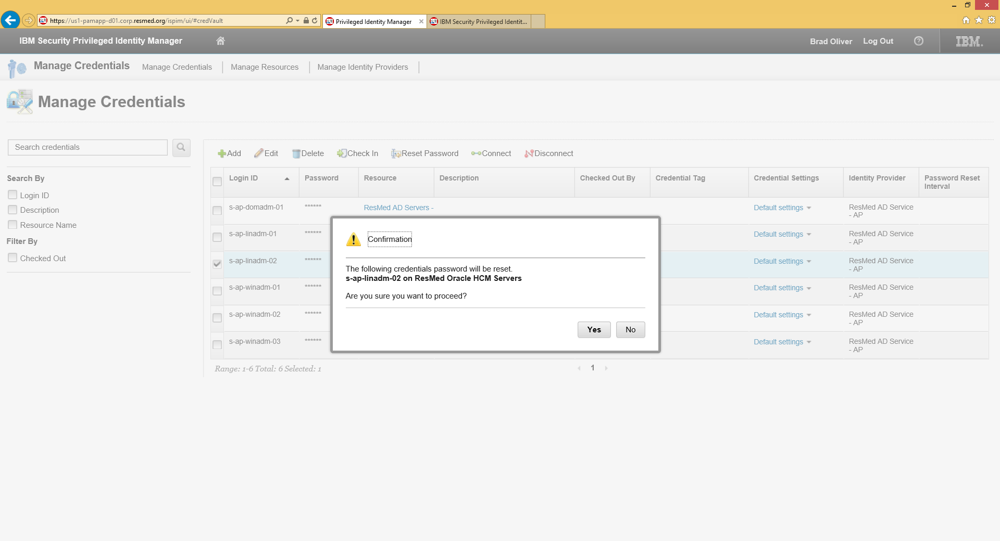 https://us1-pamapp-d01.corp.resmed.org/ispim/ui/#credVault
Privileged Identity Manager
IBM Security Privileged Identit...
IBM Security Privileged Identity Manager
Brad Oliver
Log Out
IBM.
Manage Credentials
Manage Credentials
Manage Resources
Manage Identity Providers
Manage Credentials
Search credentials
Add
Edit
Delete
Check In
Reset Password
Connect
Disconnect
Search By
Login ID
Description
Resource Name
Filter By
Checked Out
Login ID
Password
Resource
Description
Checked Out By
Credential Tag
Credential Settings
Identity Provider
Password Reset
Interval
s-ap-domadm-01
******
ResMed AD Servers -
Default settings
ResMed AD Service
- AP
s-ap-linadm-01
******
Default settings
ResMed AD Service
- AP
s-ap-linadm-02
******
Default settings
ResMed AD Service
- AP
s-ap-winadm-01
******
Default settings
ResMed AD Service
- AP
s-ap-winadm-02
******
Default settings
ResMed AD Service
- AP
s-ap-winadm-03
******
Default settings
ResMed AD Service
- AP
Confirmation
The following credentials password will be reset.
s-ap-linadm-02 on ResMed Oracle HCM Servers
Are you sure you want to proceed?
Yes
No
Range: 1-6 Total: 6 Selected: 1
1